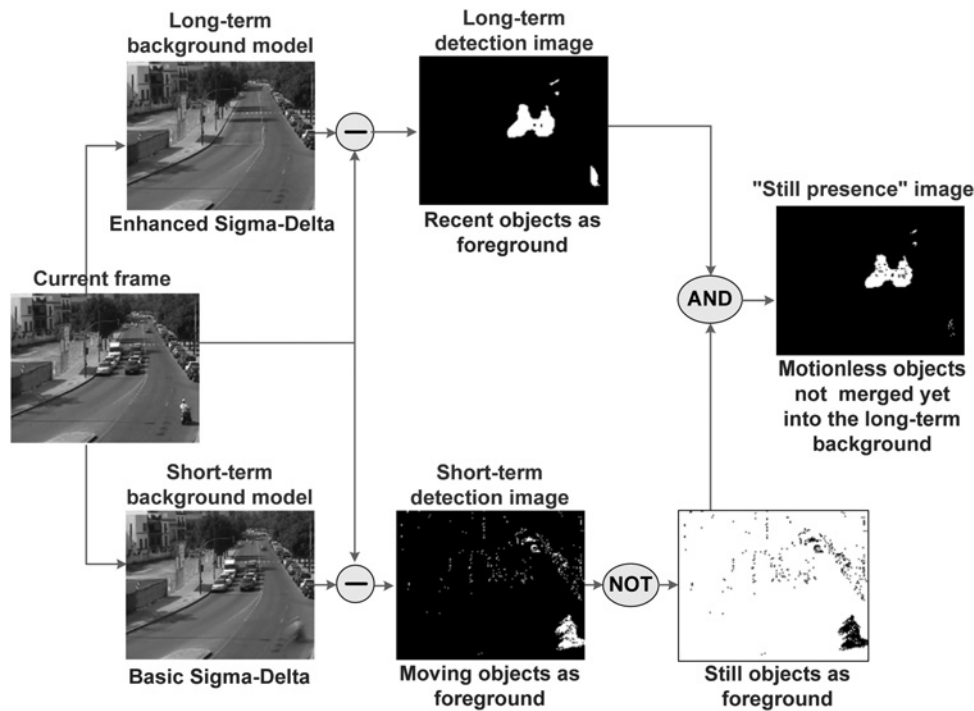 Long-term
background model
Enhanced Sigma-Delta
−
Long-term
detection image
Recent objects as
foreground
"Still presence" image
AND
Motionless objects
not merged yet
into the long-term
background
Current frame
Short-term
background model
Basic Sigma-Delta
−
Short-term
detection image
Moving objects as
foreground
NOT
Still objects as
foreground